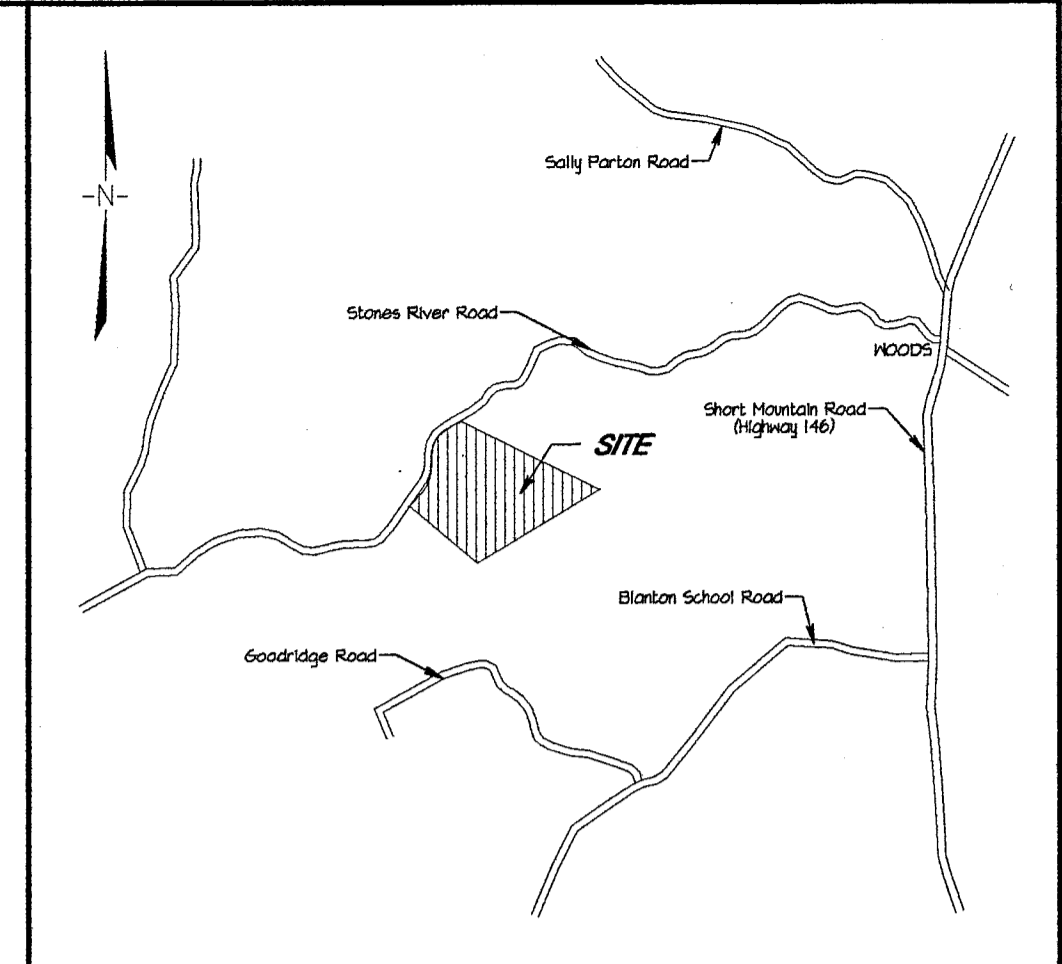 Sally Parton Road
-N-
Stones River Road
WOODS
Short Mountain Road
(Highway 146)
SITE
Blanton School Road
Goodridge Road